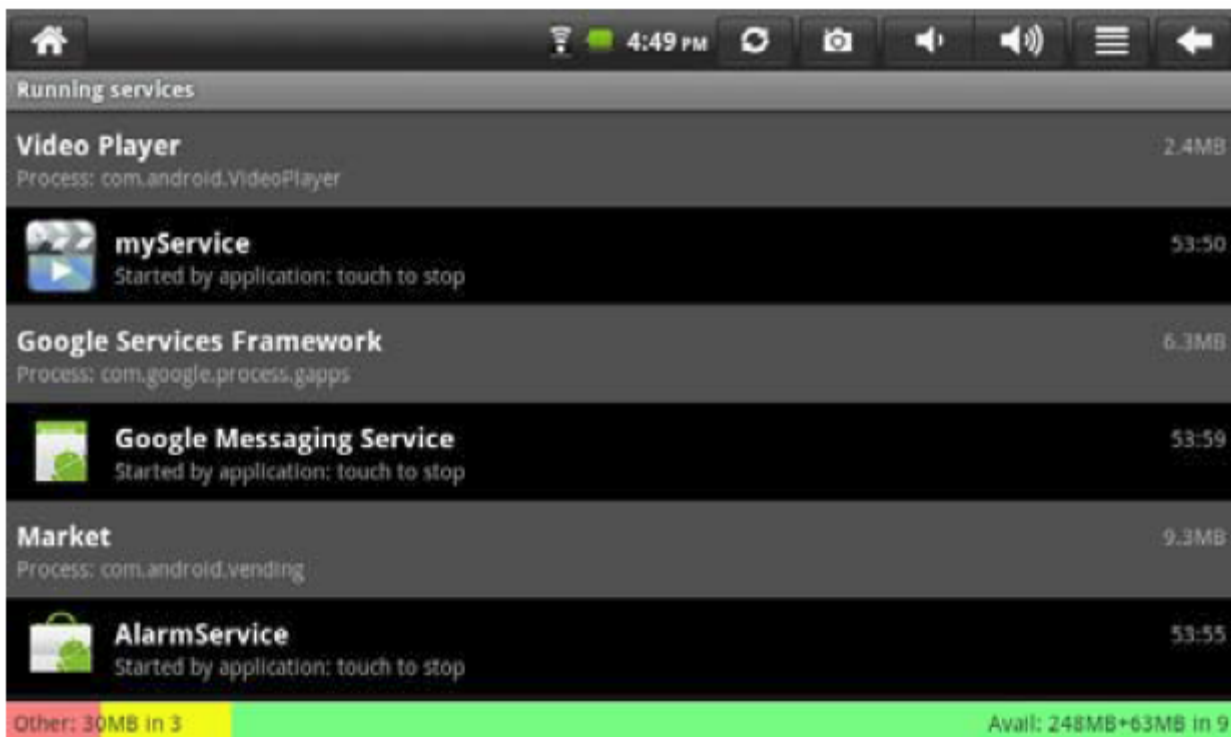 4:49 PM
Running services
Video Player 2.4MB
Process: com.android.VideoPlayer
myService 53:50
Started by application: touch to stop
Google Services Framework 6.3MB
Process: com.google.process.gapps
Google Messaging Service 53:59
Started by application: touch to stop
Market 9.3MB
Process: com.android.vending
AlarmService 53:55
Started by application: touch to stop
Other: 30MB in 3 Avail: 248MB+63MB in 9